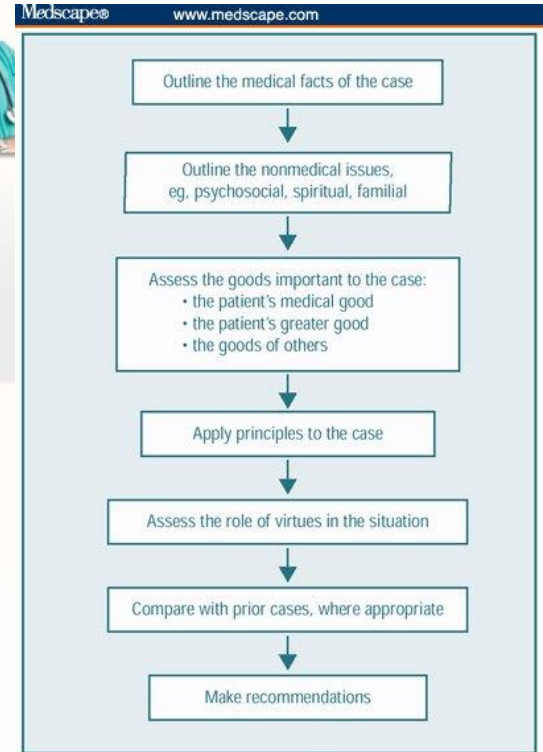 Medscape® www.medscape.com
Outline the medical facts of the case
Outline the nonmedical issues,
eg, psychosocial, spiritual, familial
Assess the goods important to the case:
• the patient's medical good
• the patient's greater good
• the goods of others
Apply principles to the case
Assess the role of virtues in the situation
Compare with prior cases, where appropriate
Make recommendations